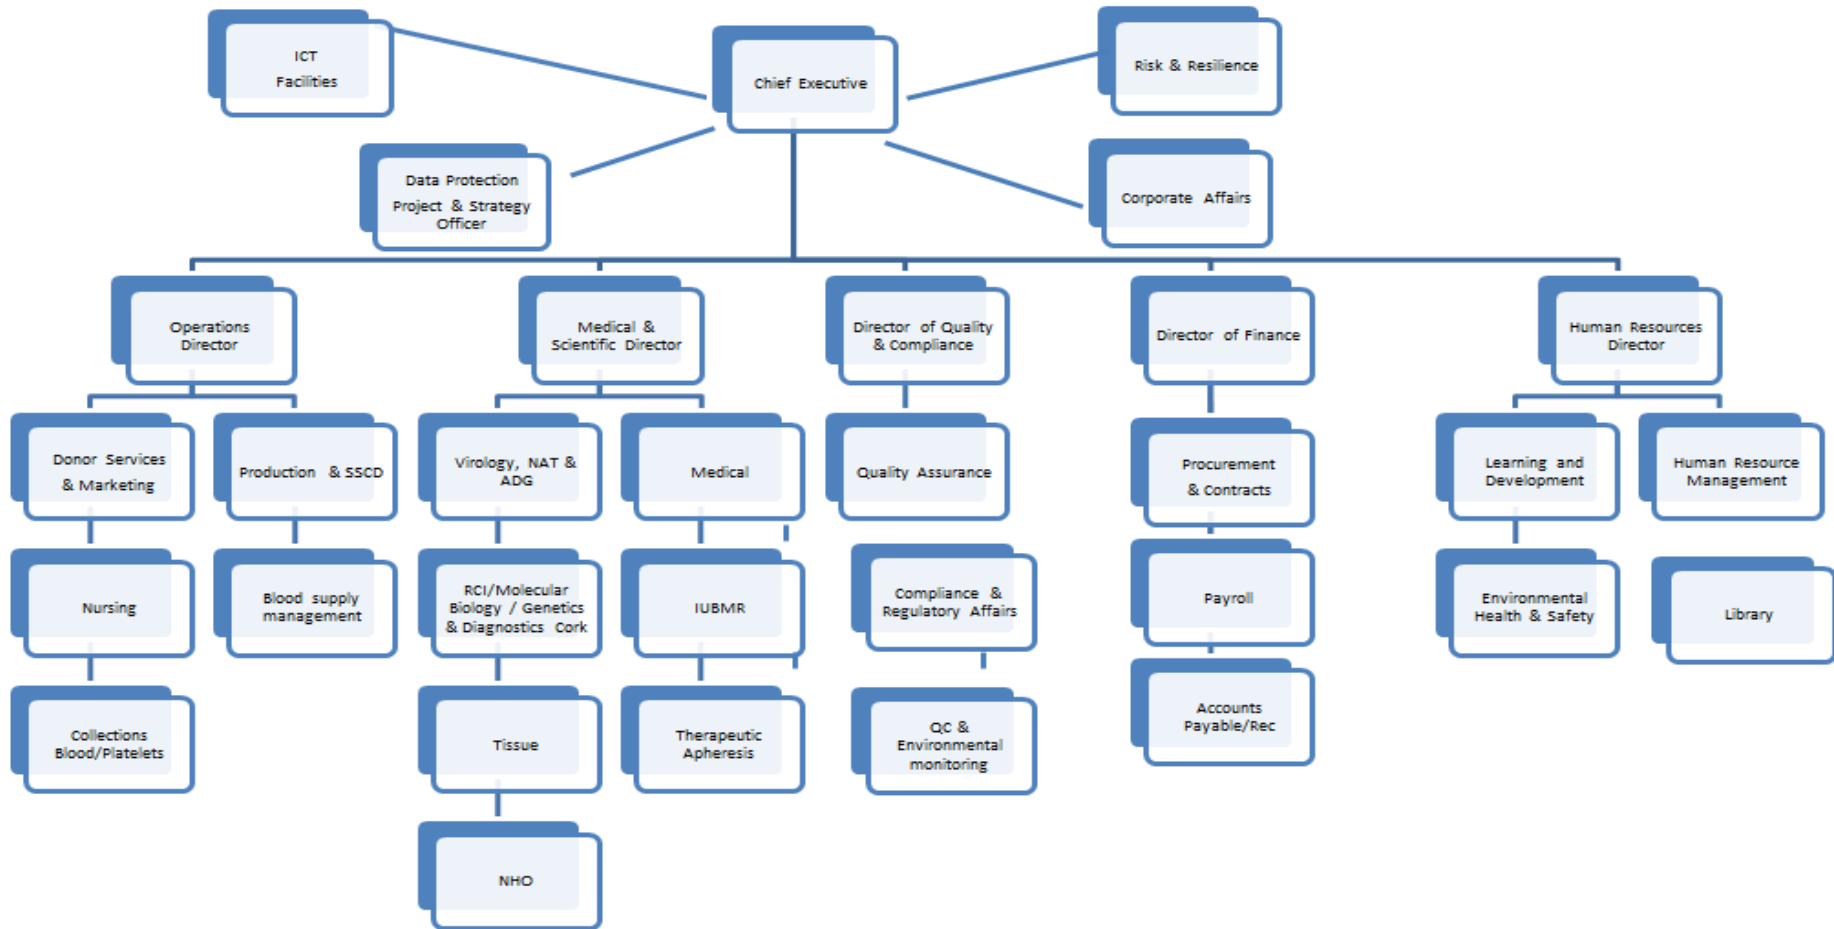 ICT
Facilities
Chief Executive
Risk & Resilience
Data Protection
Project & Strategy
Officer
Corporate Affairs
Operations
Director
Medical &
Scientific Director
Director of Quality
& Compliance
Director of Finance
Human Resources
Director
Donor Services
& Marketing
Production & SSCD
Virology, NAT &
ADG
Medical
Quality Assurance
Procurement
& Contracts
Learning and
Development
Human Resource
Management
Nursing
Blood supply
management
RCI/Molecular
Biology / Genetics
& Diagnostics Cork
IUBMR
Compliance &
Regulatory Affairs
Payroll
Environmental
Health & Safety
Library
Collections
Blood/Platelets
Tissue
Therapeutic
Apheresis
QC &
Environmental
monitoring
Accounts
Payable/Rec
NHO